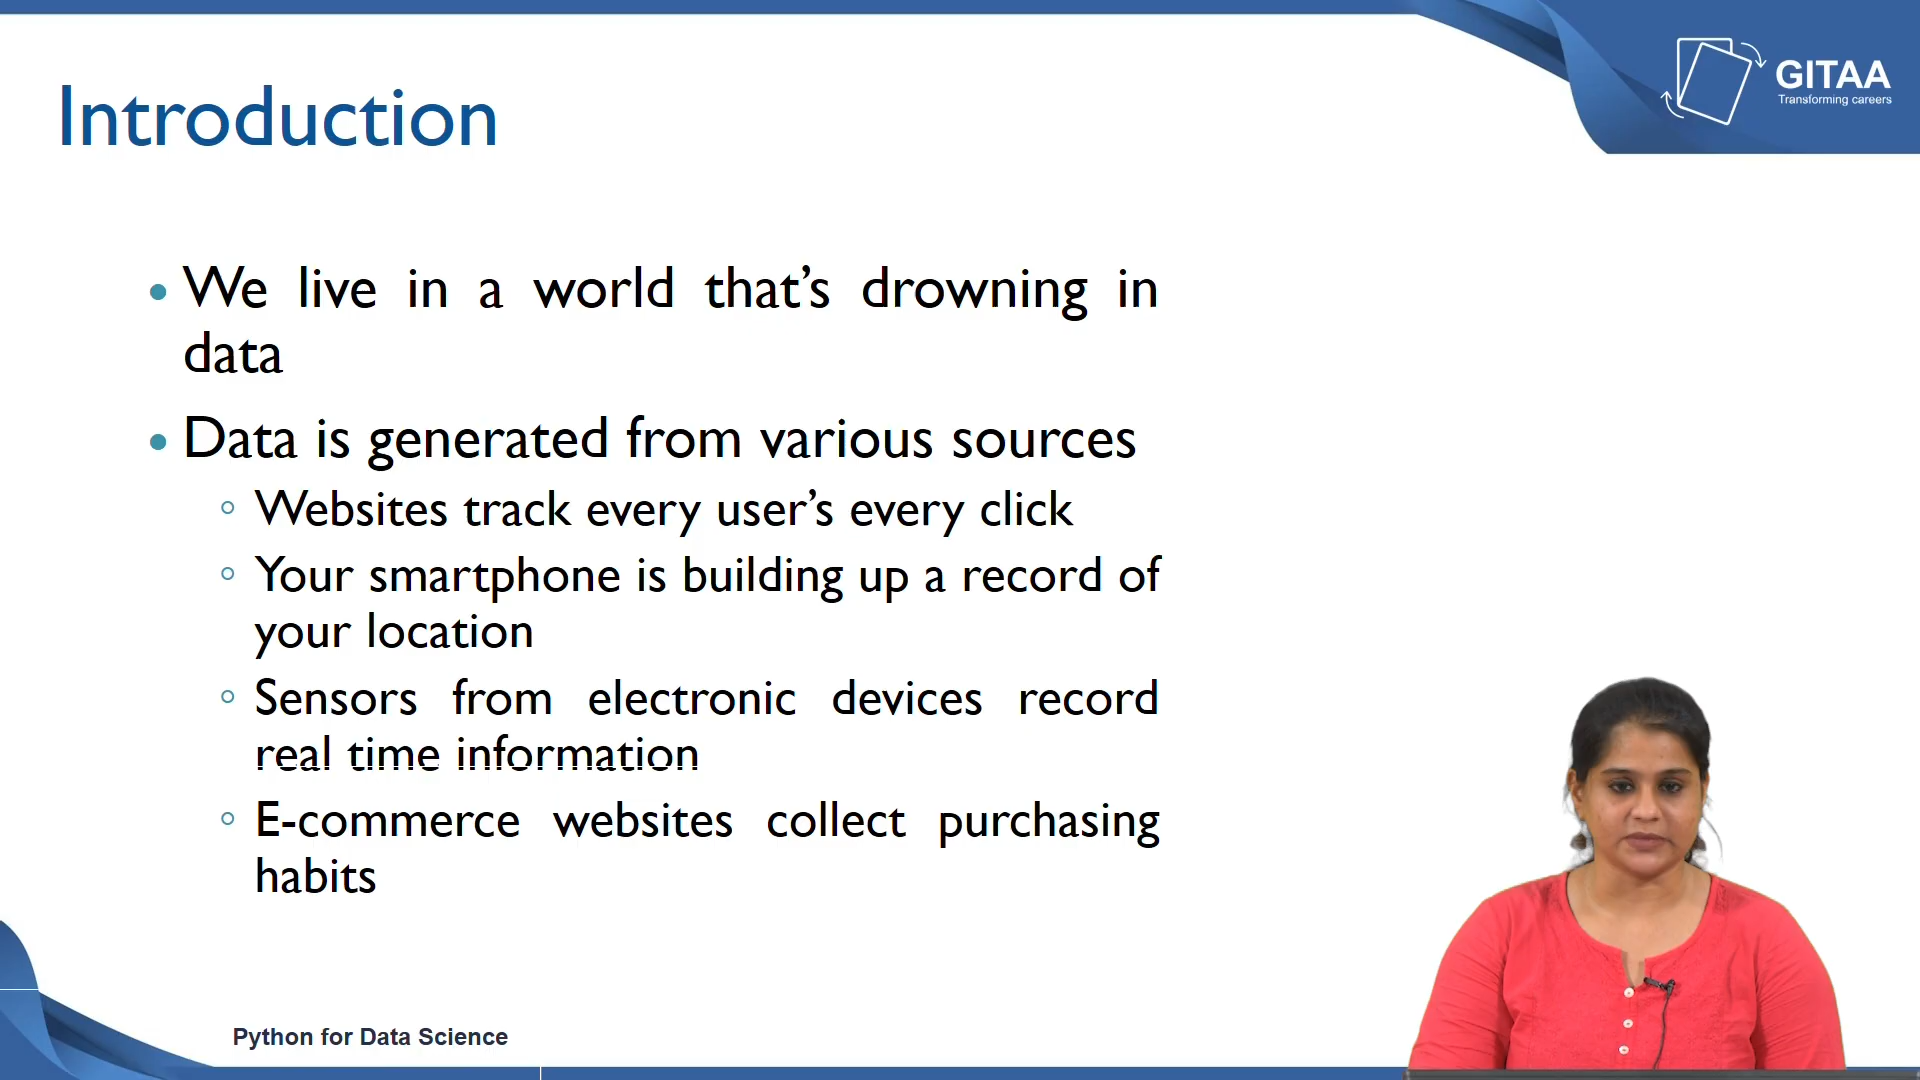 GITAA
Transforming careers
Introduction
• We live in a world that’s drowning in
data
• Data is generated from various sources
◦ Websites track every user’s every click
◦ Your smartphone is building up a record of
your location
◦ Sensors from electronic devices record
real time information
◦ E-commerce websites collect purchasing
habits
Python for Data Science